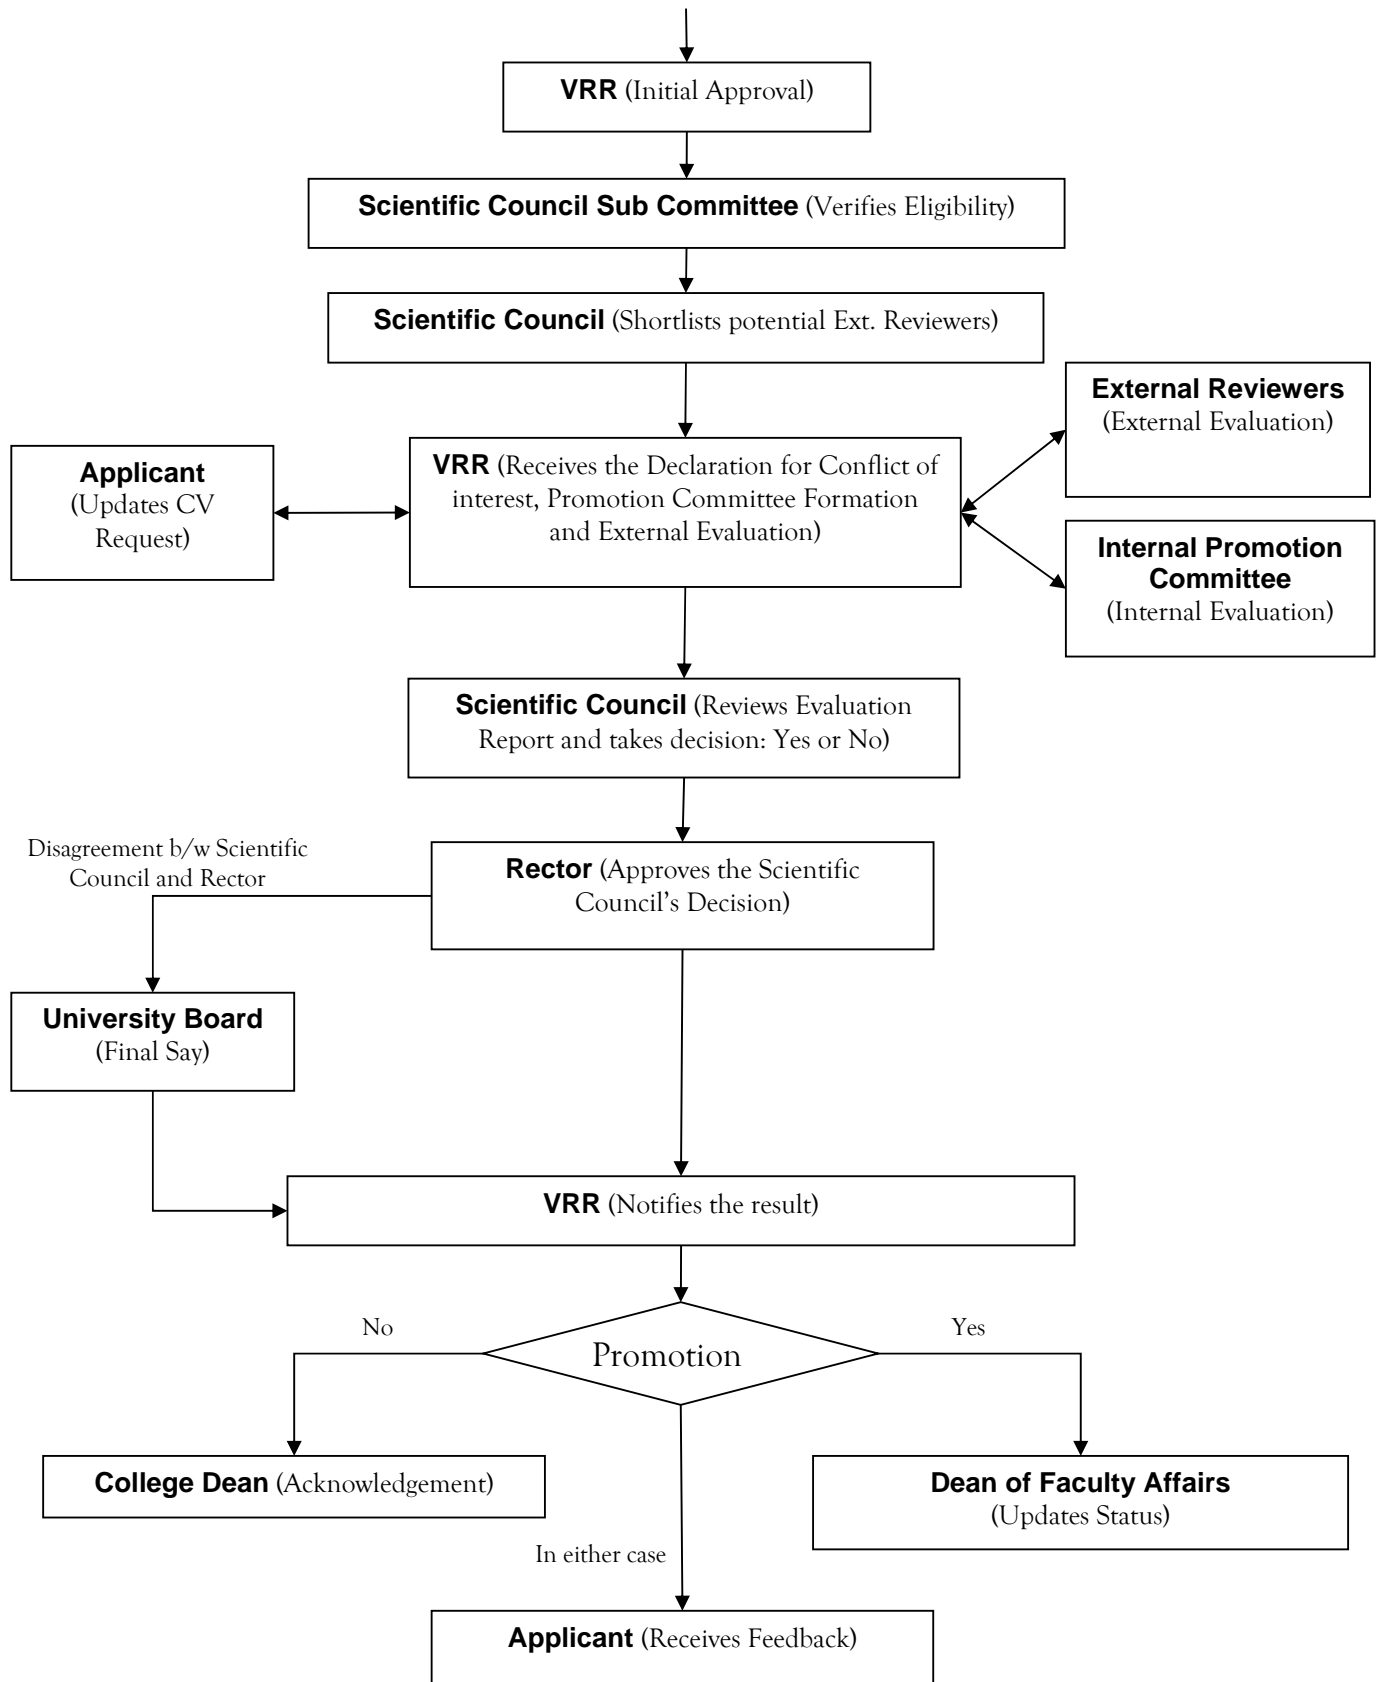 VRR (Initial Approval)
Scientific Council Sub Committee (Verifies Eligibility)
Scientific Council (Shortlists potential Ext. Reviewers)
External Reviewers
(External Evaluation)
Applicant
(Updates CV
Request)
VRR (Receives the Declaration for Conflict of
interest, Promotion Committee Formation
and External Evaluation)
Internal Promotion
Committee
(Internal Evaluation)
Scientific Council (Reviews Evaluation
Report and takes decision: Yes or No)
Disagreement b/w Scientific
Council and Rector
Rector (Approves the Scientific
Council’s Decision)
University Board
(Final Say)
VRR (Notifies the result)
No
Yes
Promotion
College Dean (Acknowledgement)
Dean of Faculty Affairs
(Updates Status)
In either case
Applicant (Receives Feedback)